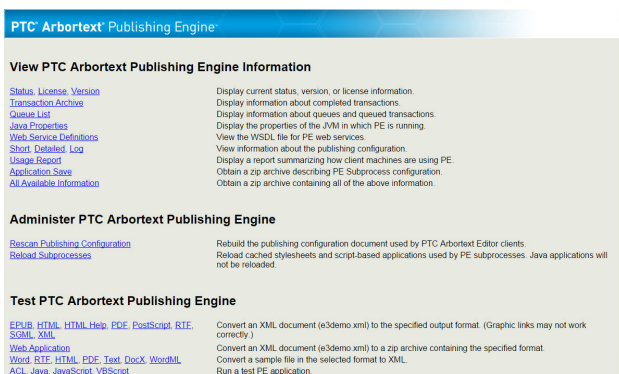 PTC® Arbortext® Publishing Engine™
View PTC Arbortext Publishing Engine Information
Status, License, Version Display current status, version, or license information.
Transaction Archive Display information about completed transactions.
Queue List Display information about queues and queued transactions.
Java Properties Display the properties of the JVM in which PE is running.
Web Service Definitions View the WSDL file for PE web services.
Short, Detailed, Log View information about the publishing configuration.
Usage Report Display a report summarizing how client machines are using PE.
Application Save Obtain a zip archive describing PE Subprocess configuration.
All Available Information Obtain a zip archive containing all of the above information.
Administer PTC Arbortext Publishing Engine
Rescan Publishing Configuration Rebuild the publishing configuration document used by PTC Arbortext Editor clients.
Reload Subprocesses Reload cached stylesheets and script-based applications used by PE subprocesses. Java applications will
not be reloaded.
Test PTC Arbortext Publishing Engine
EPUB, HTML, HTML Help, PDF, PostScript, RTF, Convert an XML document (e3demo.xml) to the specified output format. (Graphic links may not work
SGML, XML correctly.)
Web Application Convert an XML document (e3demo.xml) to a zip archive containing the specified format.
Word, RTF, HTML, PDF, Text, DocX, WordML Convert a sample file in the selected format to XML.
ACL, Java, JavaScript, VBScript Run a test PE application.